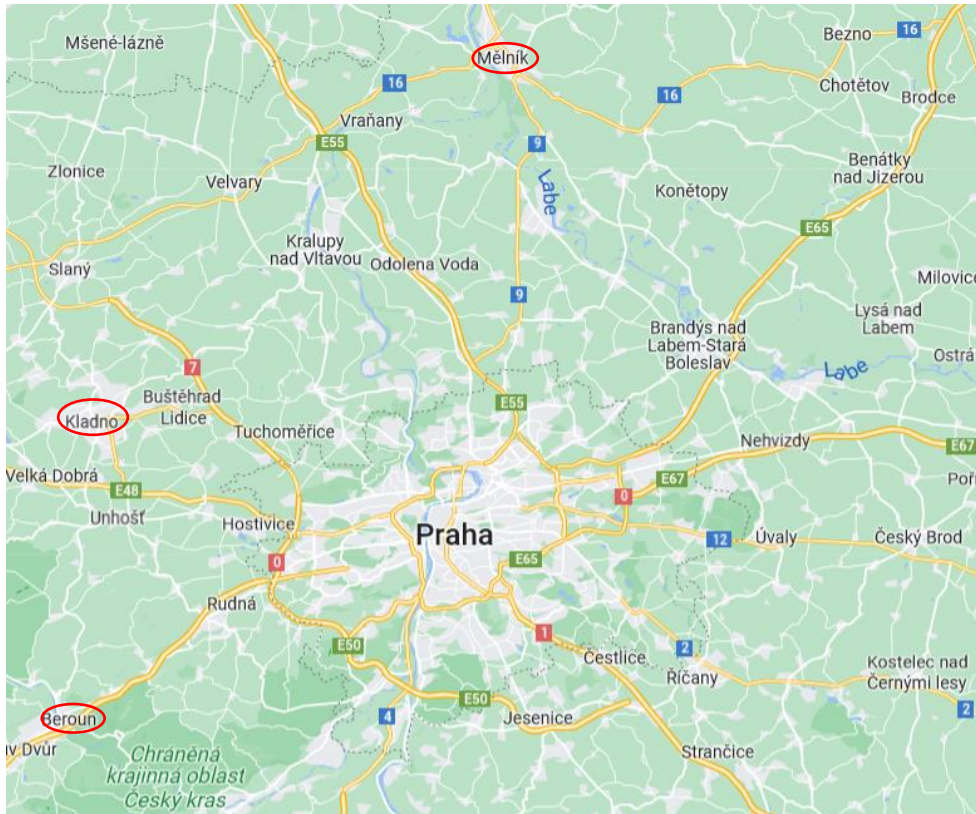 Mšené-lázně
Mělník
Bezno
16
16
Chotětov
16
Brodce
Vraňany
E55
9
Benátky
nad Jizerou
Zlonice
Velvary
Labe
Konětopy
E65
Kralupy
nad Vltavou
Odolena Voda
Slaný
Milovice
9
Lysá nad
Labem
Brandýs nad
Labem-Stará
Boleslav
Ostrá
7
Labe
Buštěhrad
E55
Kladno
Lidice
Tuchoměřice
Nehvizdy
E67
Velká Dobrá
E67
Poř
E48
0
Unhošť
Hostivice
Praha
12
Úvaly
Český Brod
0
E65
Rudná
1
E50
2
Čestlice
Říčany
Kostelec nad
Černými lesy
E50
2
Beroun
4
Jesenice
v Dvůr
Chráněná
krajinná oblast
Český kras
Strančice